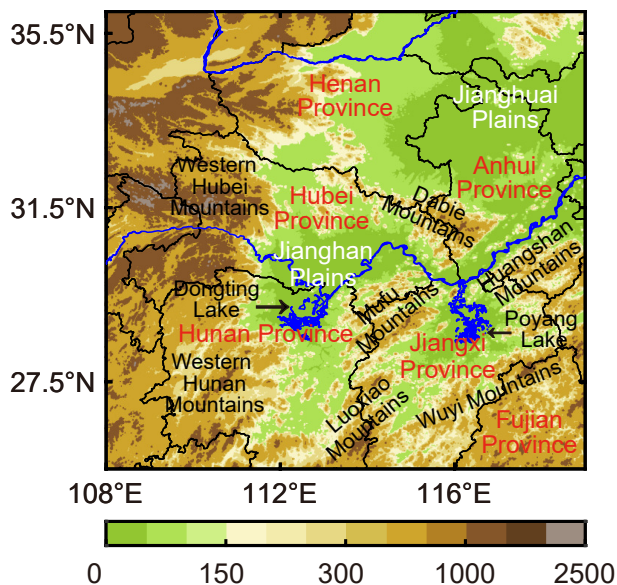 35.5°N
Henan
Province
Jianghuai
Plains
Western
Hubei
Mountains
Anhui
Province
31.5°N
Hubei
Province
Dabie
Mountains
Jianghan
Plains
Huangshan
Mountains
Dongting
Lake
Mufu
Mountains
Poyang
Lake
Hunan Province
Jiangxi
Province
27.5°N
Western
Hunan
Mountains
Luoxiao
Mountains
Wuyi Mountains
Fujian
Province
108°E 112°E 116°E
0 150 300 1000 2500